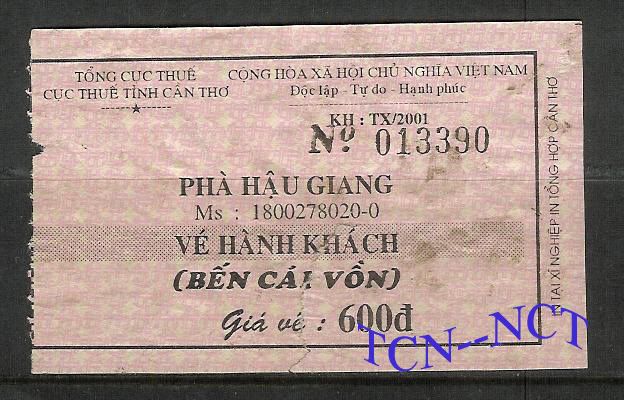 TỔNG CỤC THUẾ
CỤC THUẾ TỈNH CẦN THƠ
CỘNG HÒA XÃ HỘI CHỦ NGHĨA VIỆT NAM
Độc lập - Tự do - Hạnh phúc
KH : TX/2001
Nº 013390
PHÀ HẬU GIANG
Ms : 1800278020-0
VÉ HÀNH KHÁCH
(BẾN CÁI VỒN)
Giá vé : 600đ
IN TẠI XÍ NGHIỆP IN TỔNG HỢP CẦN THƠ
TCN--NCT